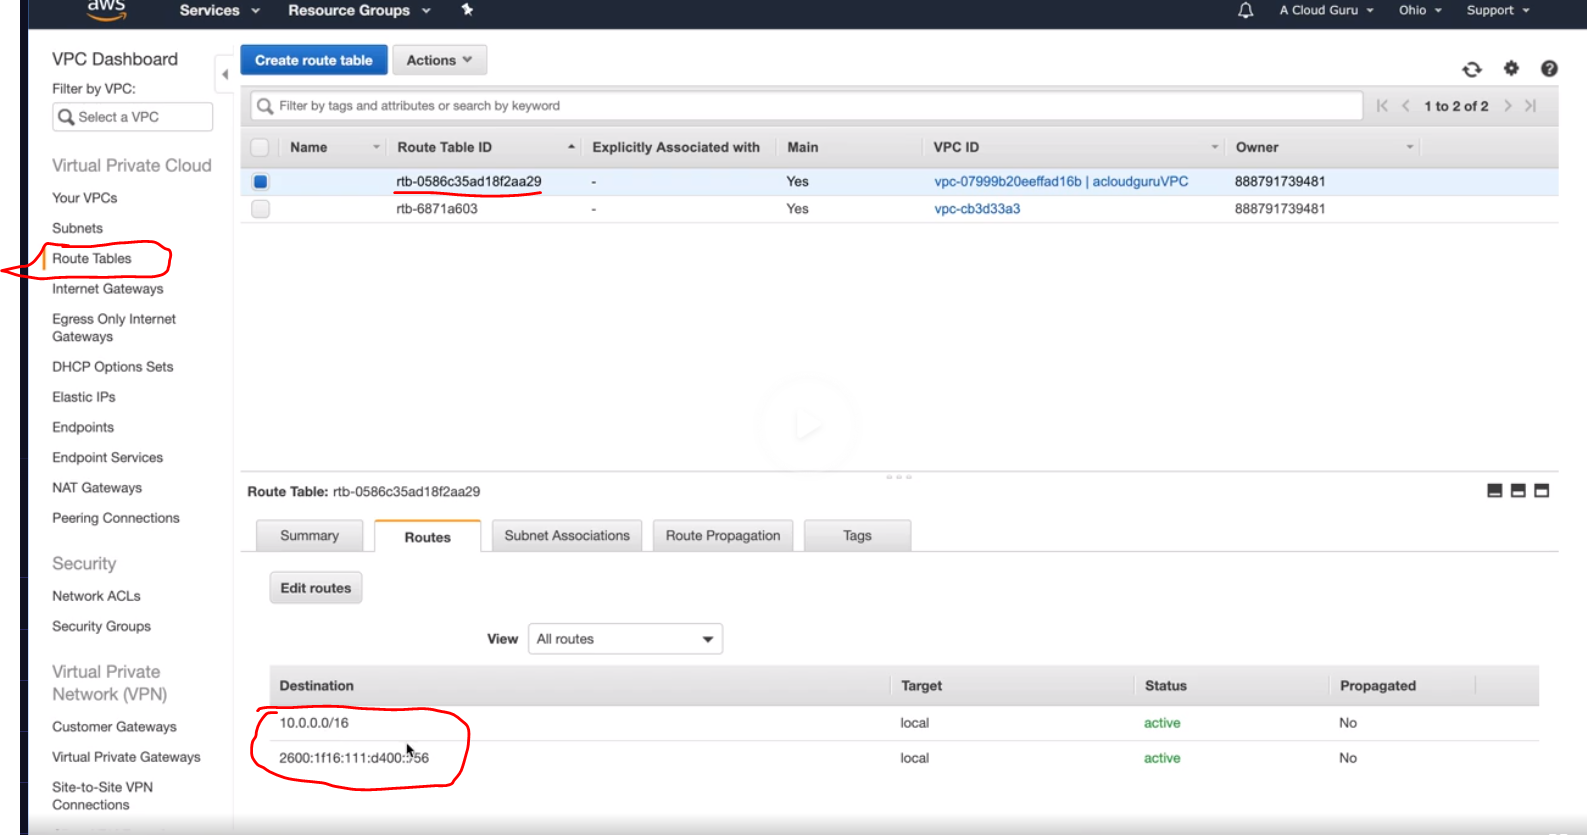 aws Services Resource Groups A Cloud Guru Ohio Support
VPC Dashboard
Filter by VPC:
Select a VPC
Virtual Private Cloud
Your VPCs
Subnets
Route Tables
Internet Gateways
Egress Only Internet
Gateways
DHCP Options Sets
Elastic IPs
Endpoints
Endpoint Services
NAT Gateways
Peering Connections
Security
Network ACLs
Security Groups
Virtual Private
Network (VPN)
Customer Gateways
Virtual Private Gateways
Site-to-Site VPN
Connections
Create route table Actions
Filter by tags and attributes or search by keyword 1 to 2 of 2
Name Route Table ID Explicitly Associated with Main VPC ID Owner
rtb-0586c35ad18f2aa29 - Yes vpc-07999b20eeffad16b | acloudguruVPC 888791739481
rtb-6871a603 - Yes vpc-cb3d33a3 888791739481
Route Table: rtb-0586c35ad18f2aa29
Summary Routes Subnet Associations Route Propagation Tags
Edit routes
View All routes
Destination Target Status Propagated
10.0.0.0/16 local active No
local active No